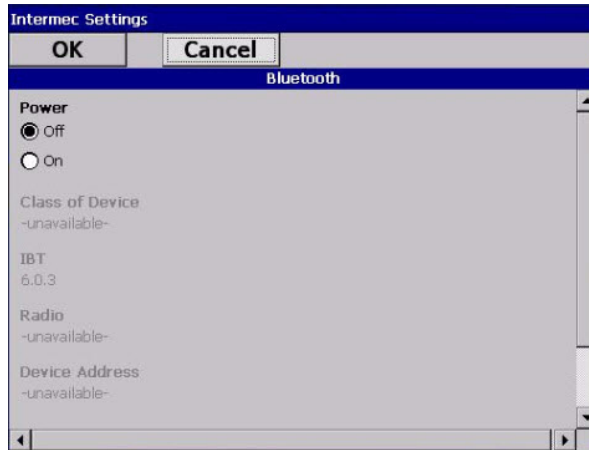 Intermec Settings
OK Cancel
Bluetooth
Power
Off
On
Class of Device
-unavailable-
IBT
6.0.3
Radio
-unavailable-
Device Address
-unavailable-